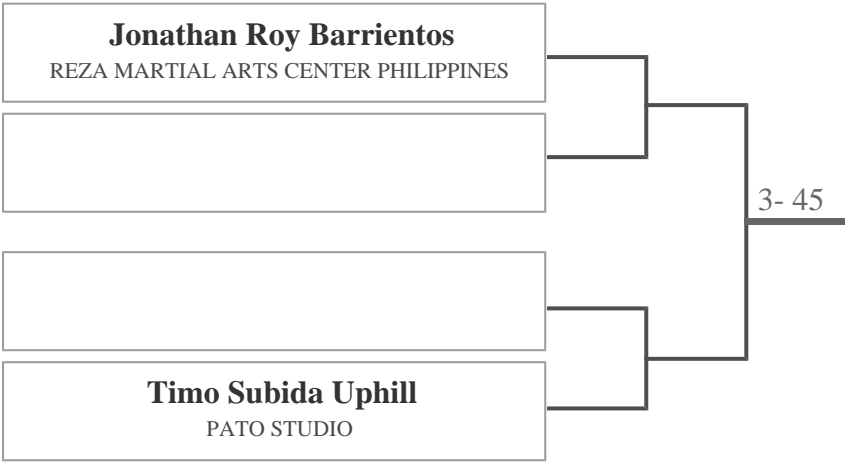 Jonathan Roy Barrientos
REZA MARTIAL ARTS CENTER PHILIPPINES
3- 45
Timo Subida Uphill
PATO STUDIO